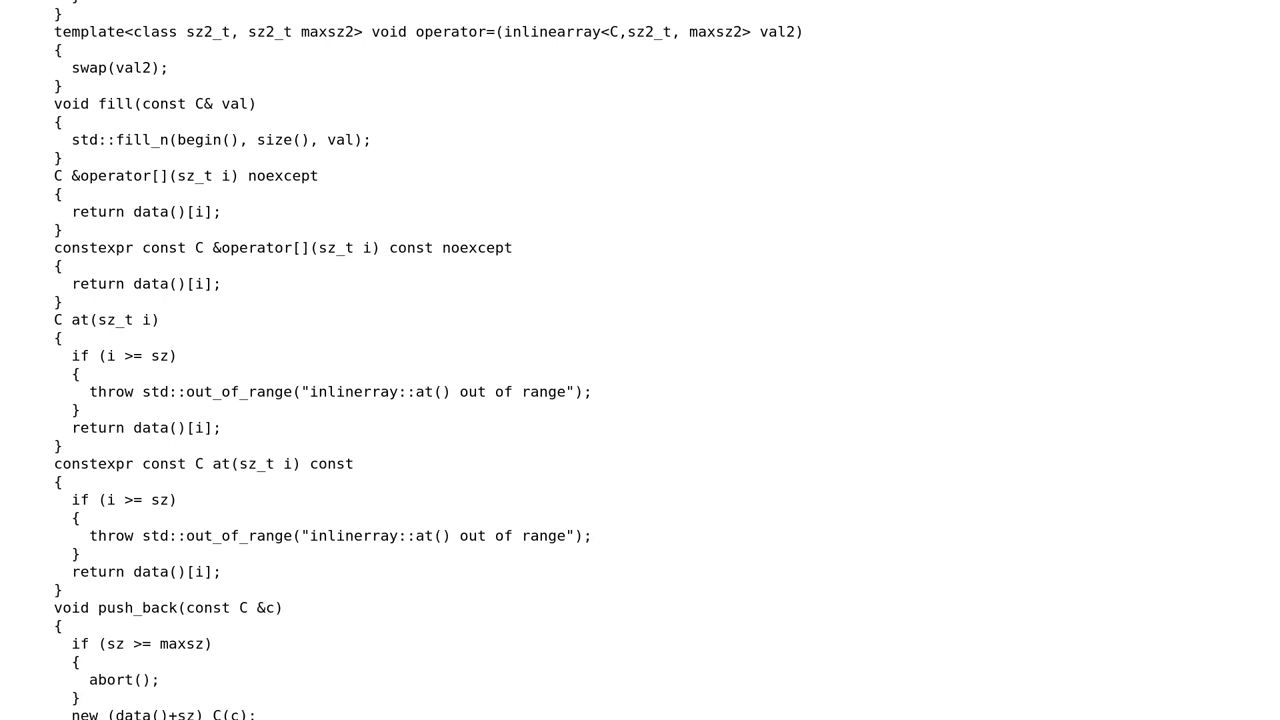 }
template<class sz2_t, sz2_t maxsz2> void operator=(inlinearray<C,sz2_t, maxsz2> val2)
{
swap(val2);
}
void fill(const C& val)
{
std::fill_n(begin(), size(), val);
}
C &operator[](sz_t i) noexcept
{
return data()[i];
}
constexpr const C &operator[](sz_t i) const noexcept
{
return data()[i];
}
C at(sz_t i)
{
if (i >= sz)
{
throw std::out_of_range("inlinerray::at() out of range");
}
return data()[i];
}
constexpr const C at(sz_t i) const
{
if (i >= sz)
{
throw std::out_of_range("inlinerray::at() out of range");
}
return data()[i];
}
void push_back(const C &c)
{
if (sz >= maxsz)
{
abort();
}
new (data()+sz) C(c);